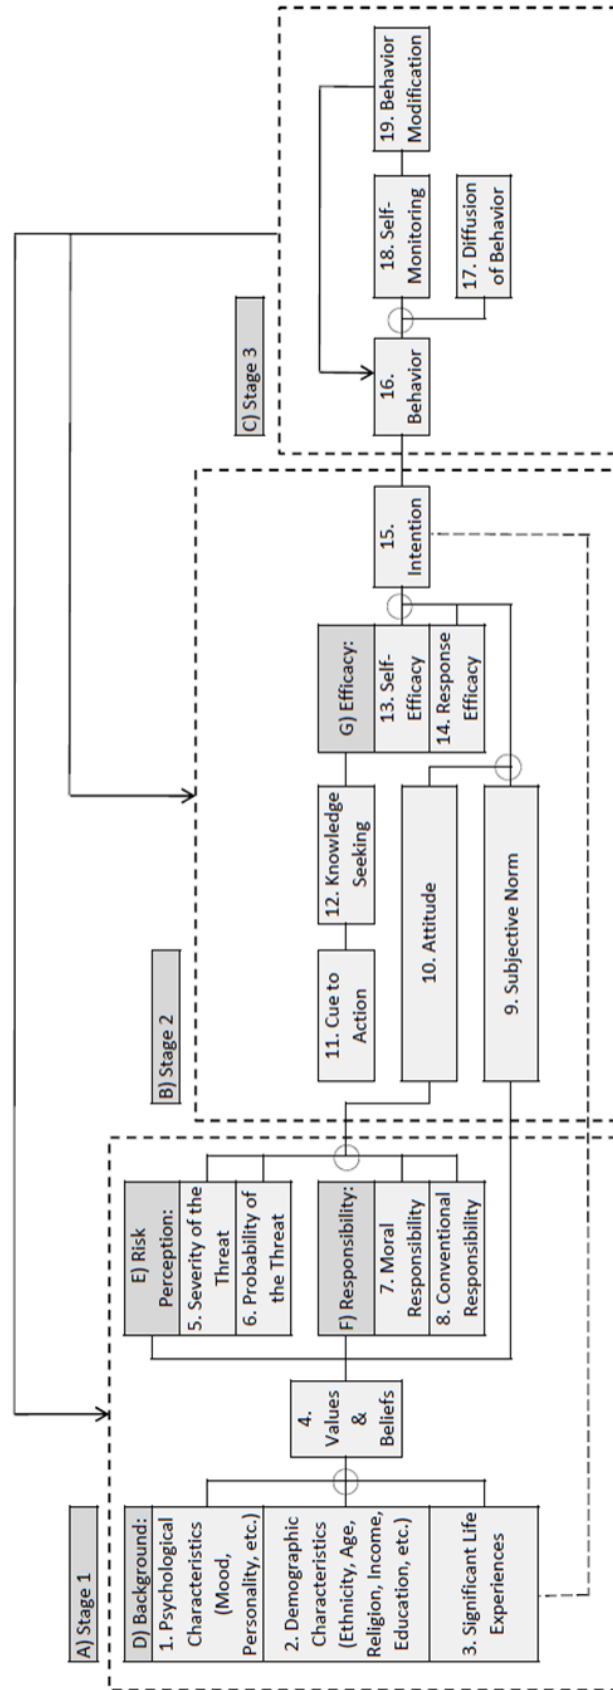 A) Stage 1
D) Background:
1. Psychological
Characteristics
(Mood,
Personality, etc.)
2. Demographic
Characteristics
(Ethnicity, Age,
Religion, Income,
Education, etc.)
3. Significant Life
Experiences
4.
Values
&
Beliefs
E) Risk
Perception:
5. Severity of the
Threat
6. Probability of
the Threat
F) Responsibility:
7. Moral
Responsibility
8. Conventional
Responsibility
B) Stage 2
11. Cue to
Action
12. Knowledge
Seeking
10. Attitude
9. Subjective Norm
G) Efficacy:
13. Self-
Efficacy
14. Response
Efficacy
15.
Intention
C) Stage 3
16.
Behavior
18. Self-
Monitoring
17. Diffusion
of Behavior
19. Behavior
Modification